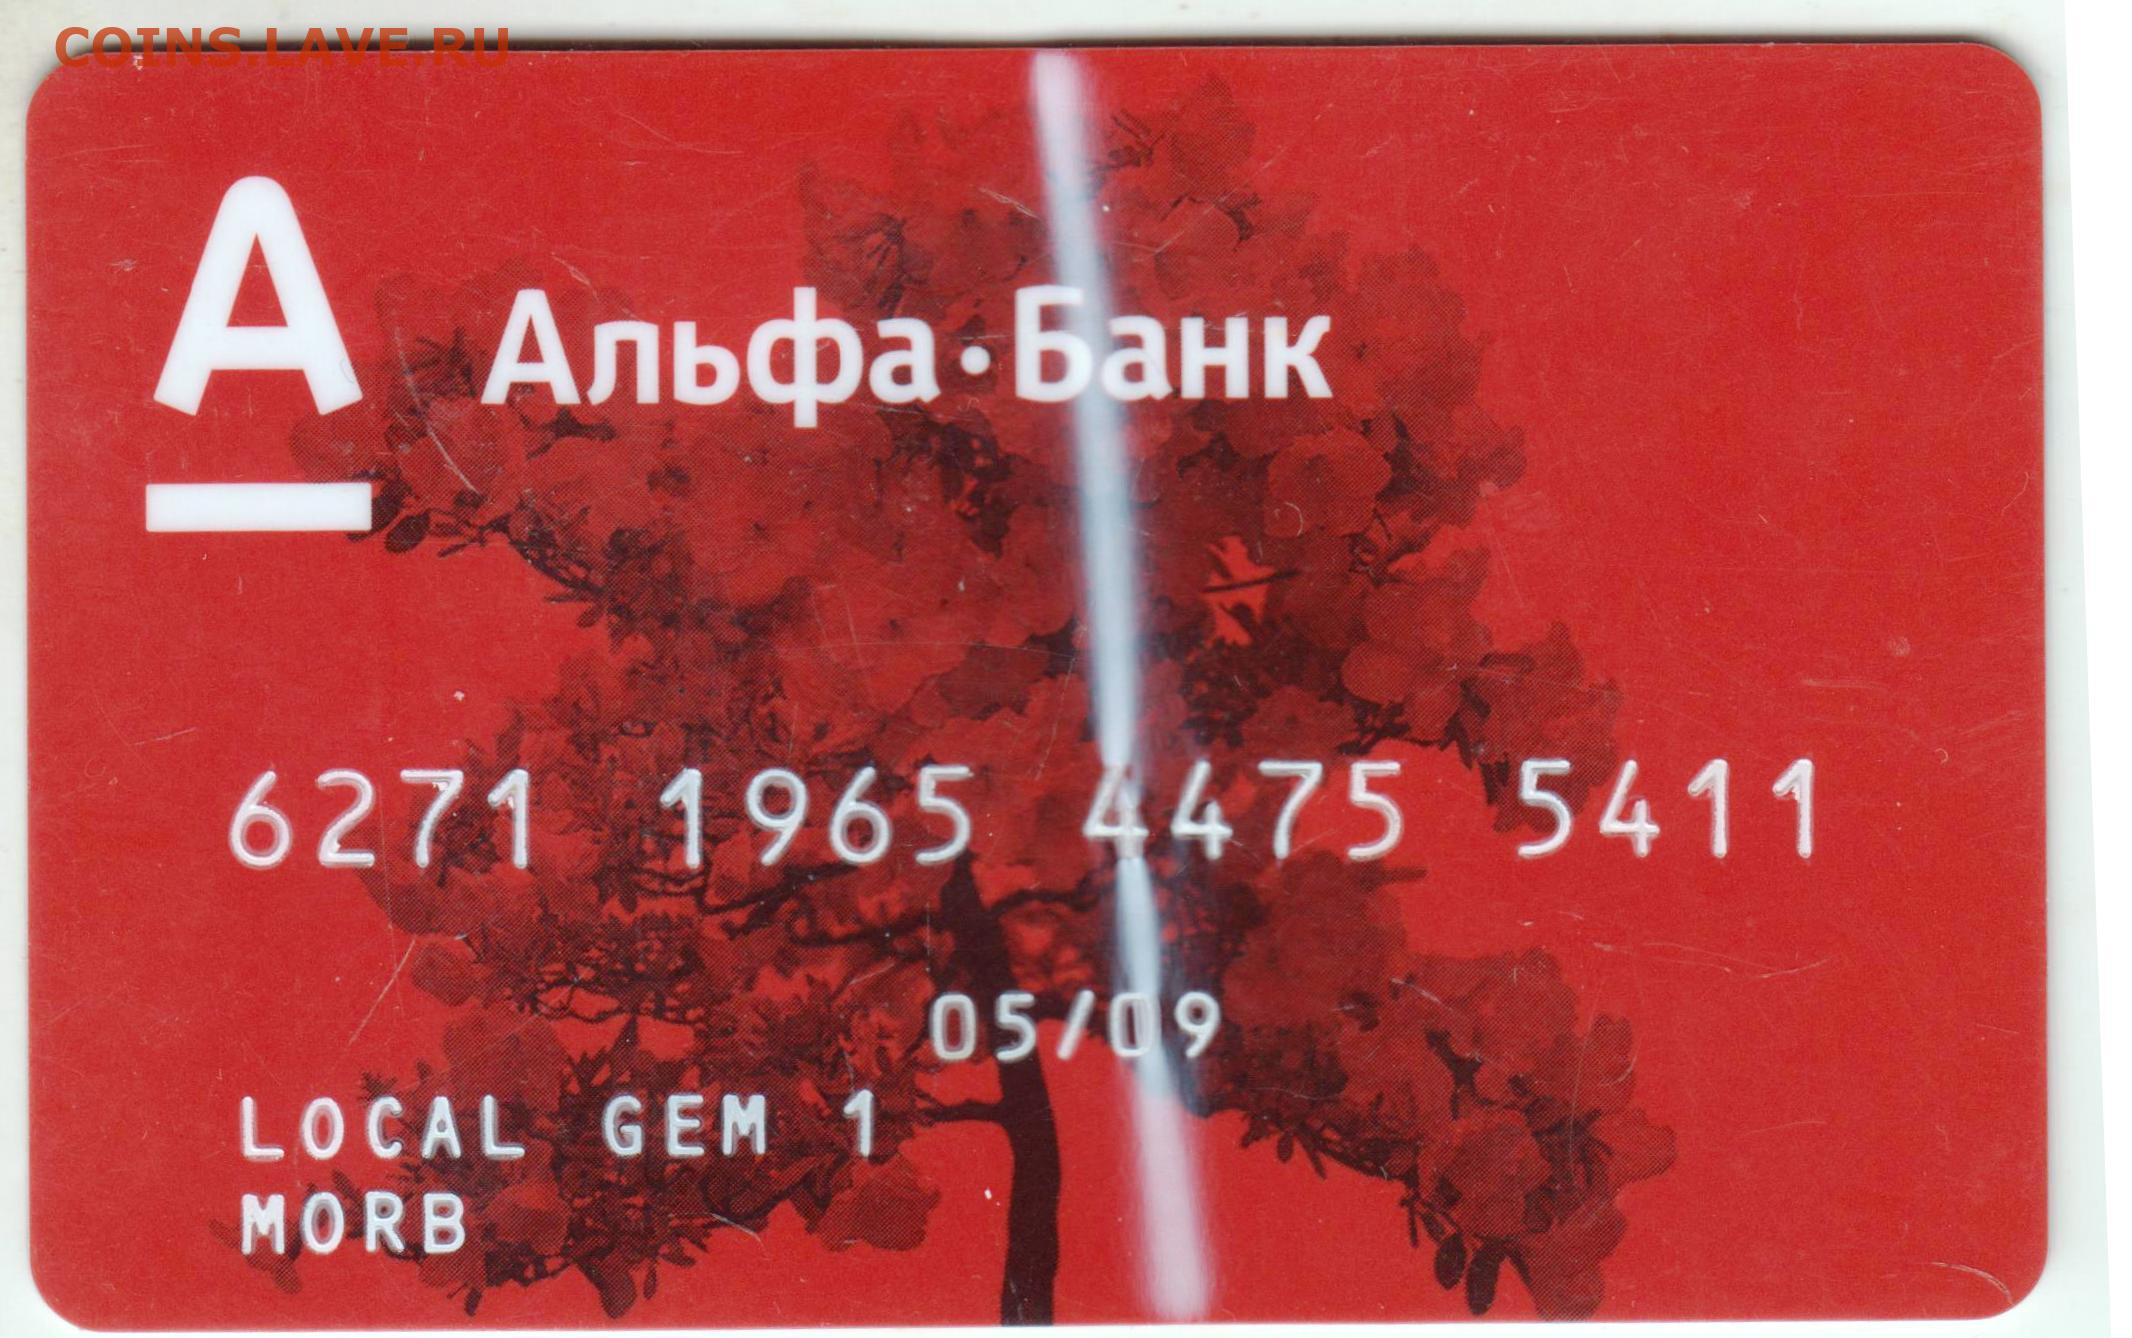 COINS.LAVE.RU
А
Альфа·Банк
6271 1965 4475 5411
05/09
LOCAL GEM 1
MORB